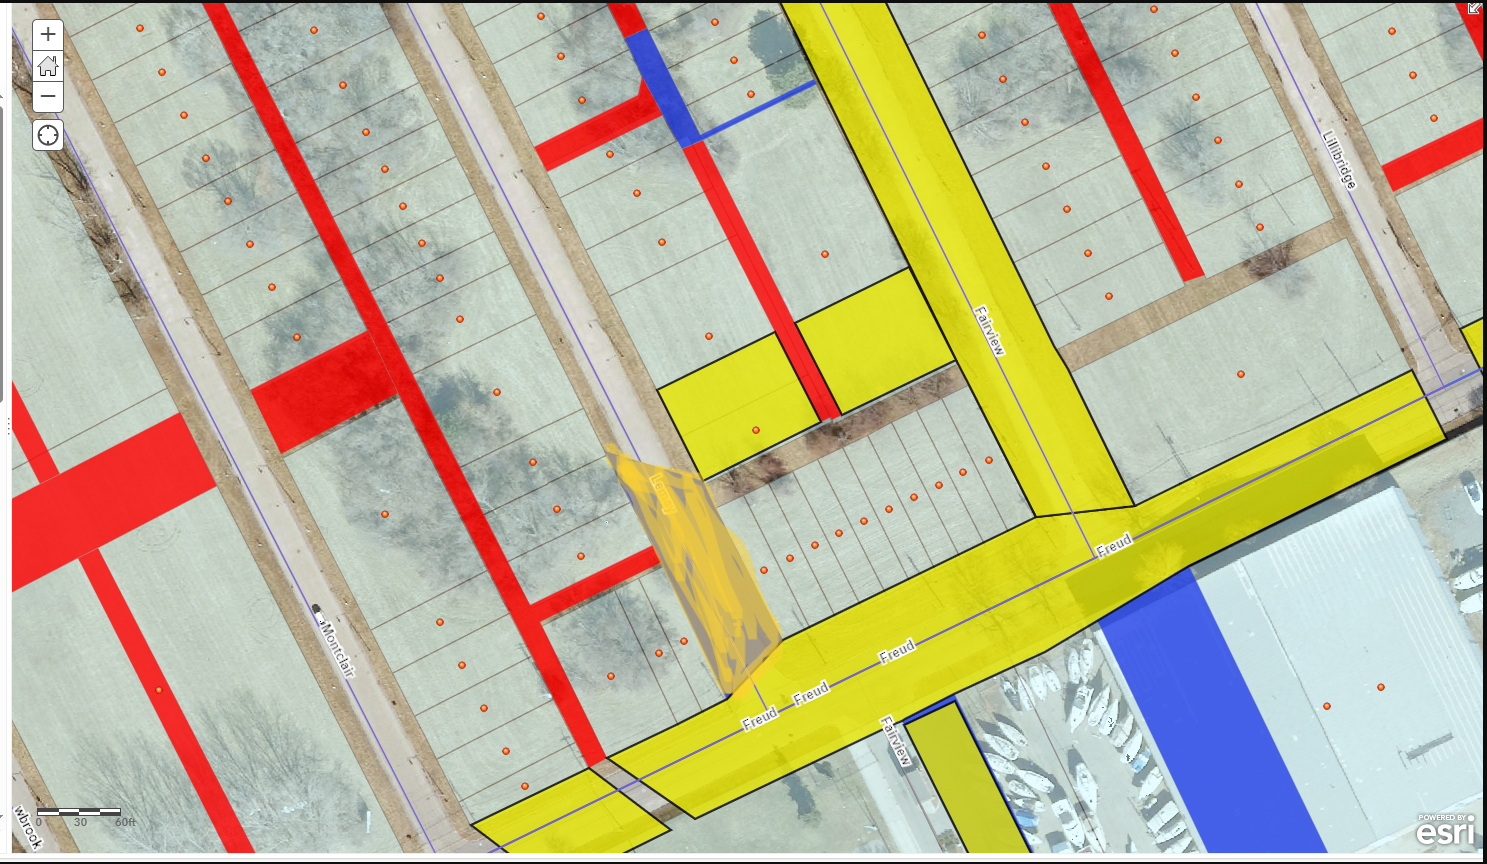 +
−
Lillibridge
Fairview
Freud
Freud
Freud
Freud
Fairview
Montclair
wbrook
0 30 60ft
POWERED BY
esri